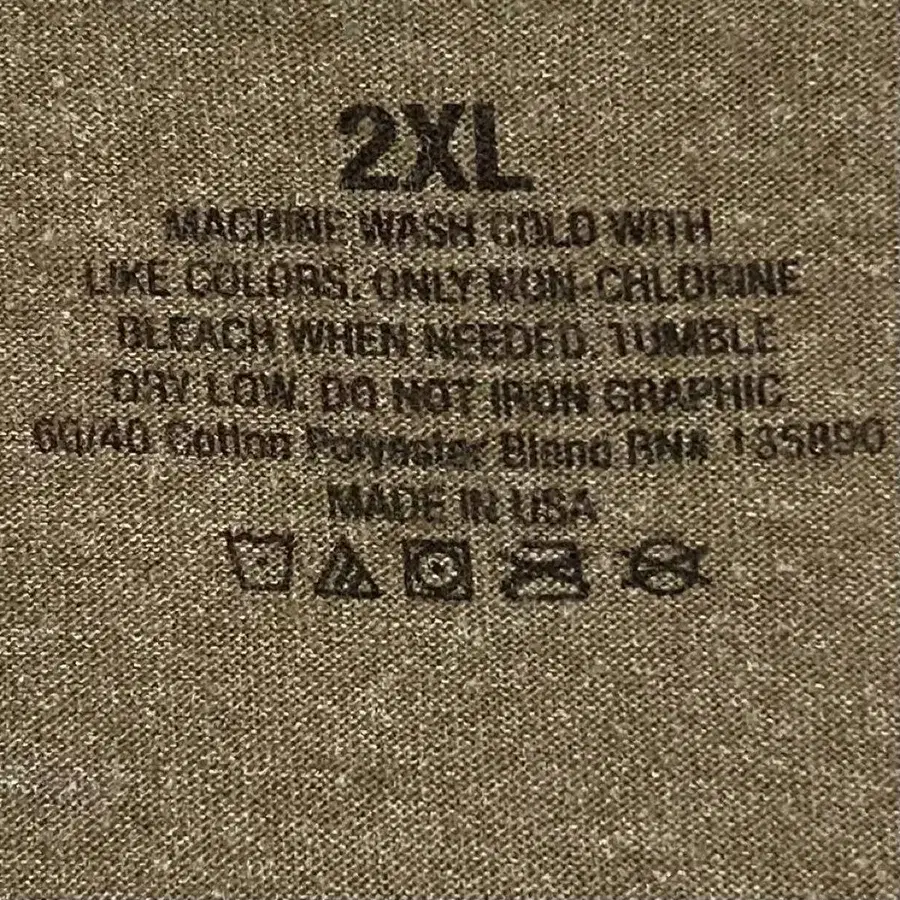 2XL
MACHINE WASH COLD WITH
LIKE COLORS. ONLY NON-CHLORINE
BLEACH WHEN NEEDED. TUMBLE
DRY LOW. DO NOT IRON GRAPHIC.
60/40 Cotton Polyester Blend RN# 135890
MADE IN USA